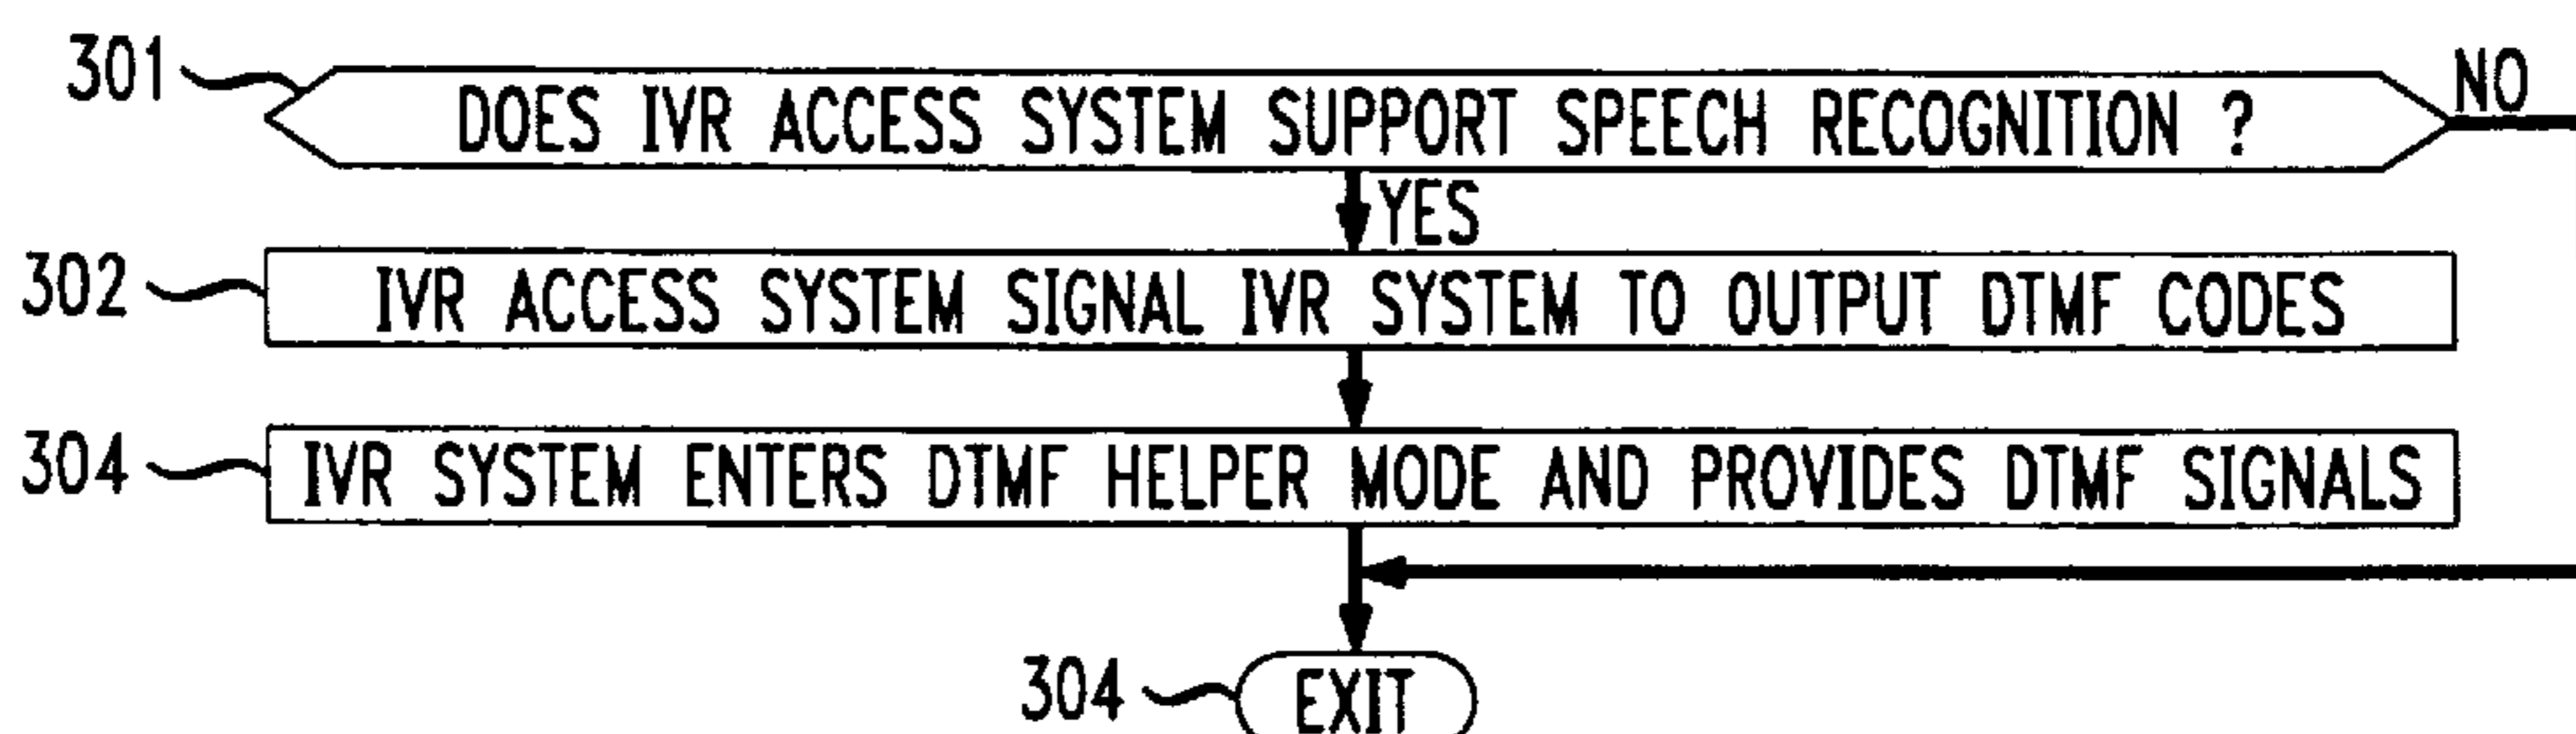 301
DOES IVR ACCESS SYSTEM SUPPORT SPEECH RECOGNITION ?
NO
YES
302
IVR ACCESS SYSTEM SIGNAL IVR SYSTEM TO OUTPUT DTMF CODES
304
IVR SYSTEM ENTERS DTMF HELPER MODE AND PROVIDES DTMF SIGNALS
304
EXIT